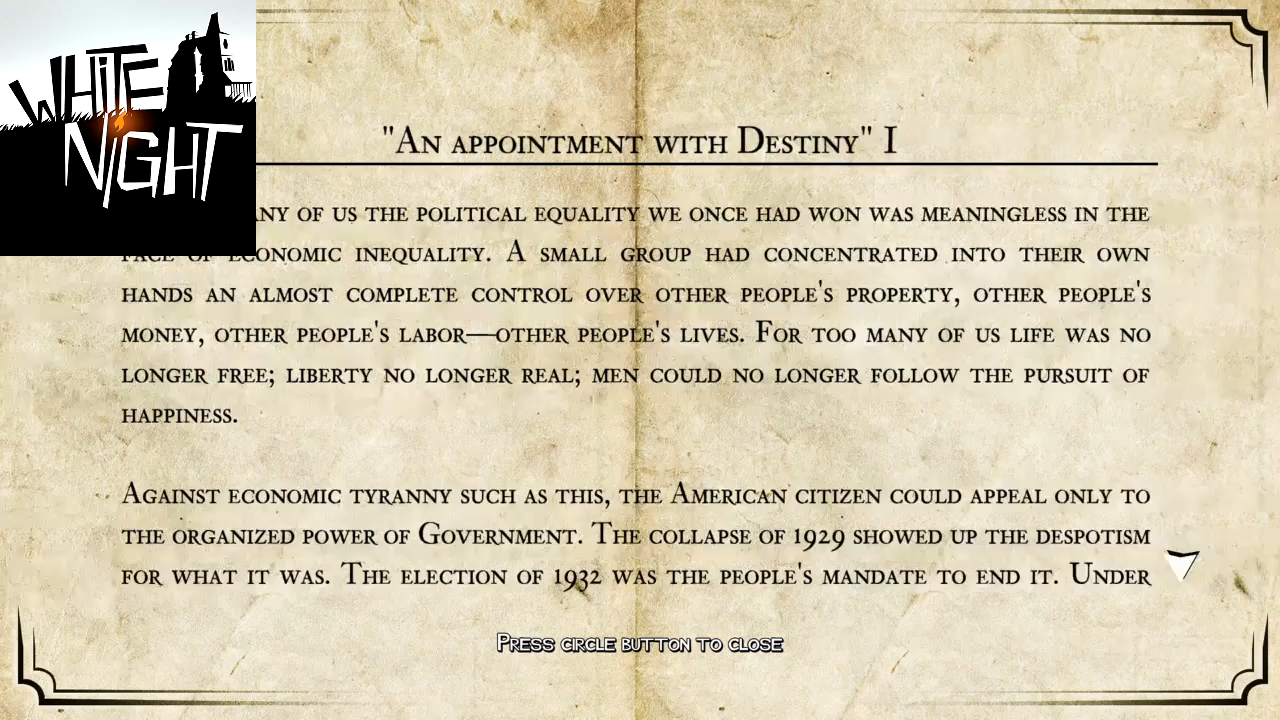 WHITE
NIGHT
"An appointment with Destiny" I
any of us the political equality we once had won was meaningless in the
face of economic inequality. A small group had concentrated into their own
hands an almost complete control over other people's property, other people's
money, other people's labor—other people's lives. For too many of us life was no
longer free; liberty no longer real; men could no longer follow the pursuit of
happiness.
Against economic tyranny such as this, the American citizen could appeal only to
the organized power of Government. The collapse of 1929 showed up the despotism
for what it was. The election of 1932 was the people's mandate to end it. Under
Press circle button to close